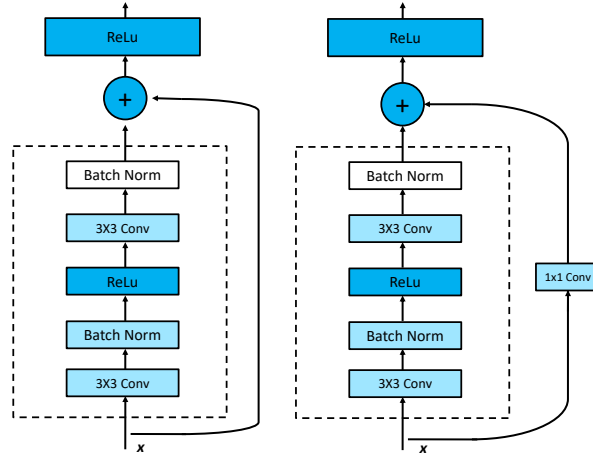 ReLu
+
Batch Norm
3X3 Conv
ReLu
Batch Norm
3X3 Conv
x
ReLu
+
Batch Norm
3X3 Conv
ReLu
Batch Norm
3X3 Conv
1x1 Conv
x